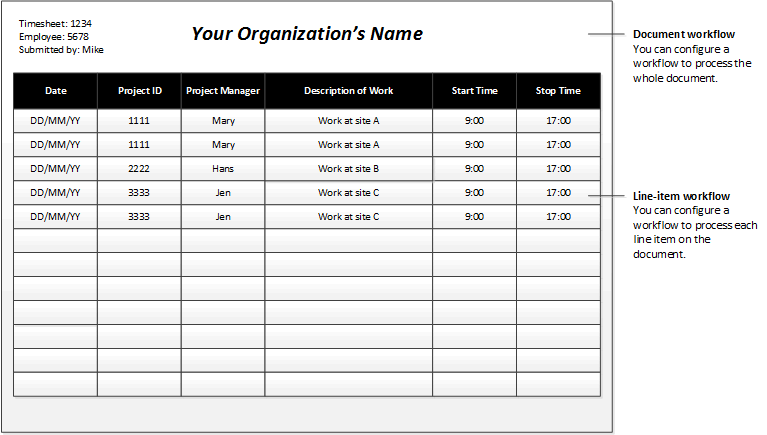 Timesheet: 1234
Employee: 5678
Submitted by: Mike
Your Organization's Name
Date Project ID Project Manager Description of Work Start Time Stop Time
DD/MM/YY 1111 Mary Work at site A 9:00 17:00
DD/MM/YY 1111 Mary Work at site A 9:00 17:00
DD/MM/YY 2222 Hans Work at site B 9:00 17:00
DD/MM/YY 3333 Jen Work at site C 9:00 17:00
DD/MM/YY 3333 Jen Work at site C 9:00 17:00
Document workflow
You can configure a
workflow to process the
whole document.
Line-item workflow
You can configure a
workflow to process each
line item on the
document.